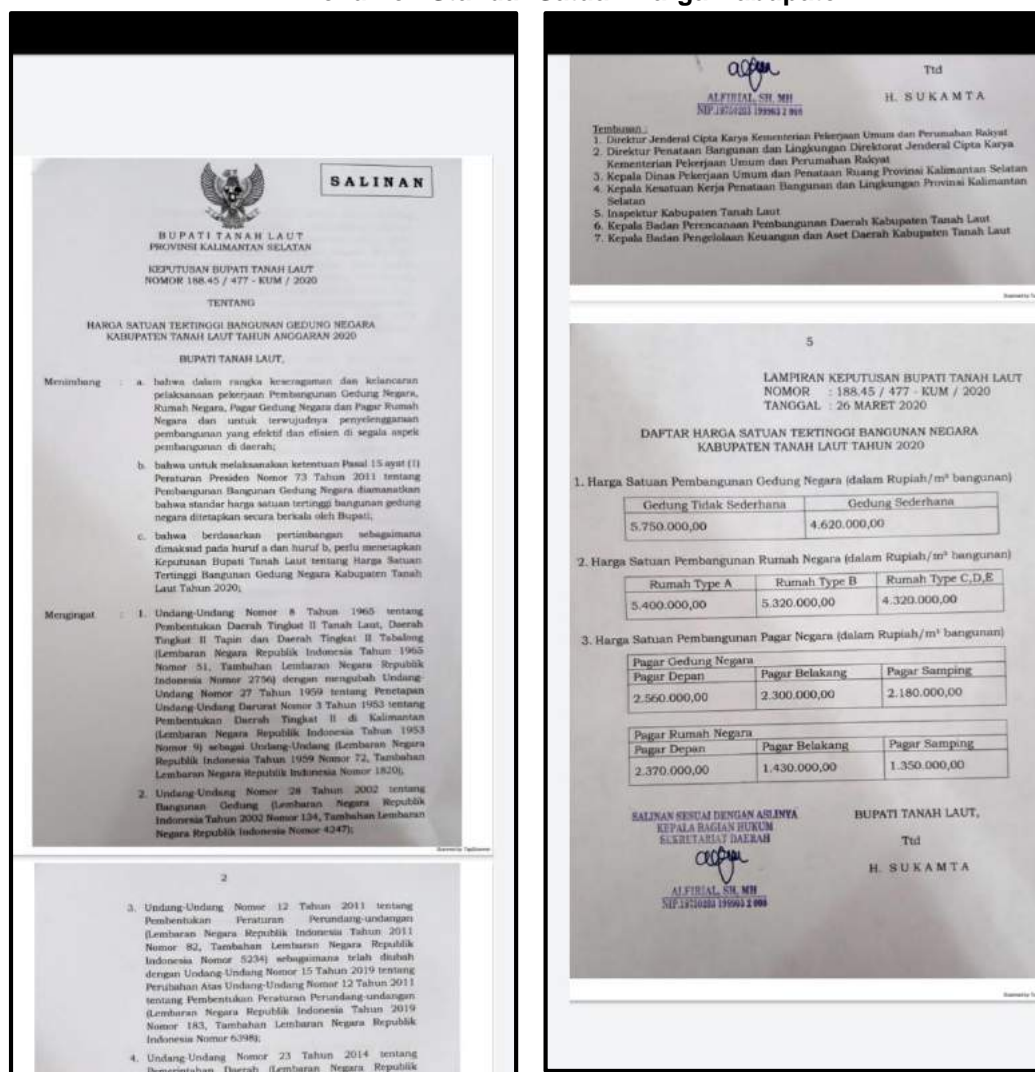 SALINAN
BUPATI TANAH LAUT
PROVINSI KALIMANTAN SELATAN
KEPUTUSAN BUPATI TANAH LAUT
NOMOR 188.45 / 477 - KUM / 2020
TENTANG
HARGA SATUAN TERTINGGI BANGUNAN GEDUNG NEGARA
KABUPATEN TANAH LAUT TAHUN ANGGARAN 2020
BUPATI TANAH LAUT,
Menimbang : a. bahwa dalam rangka keseragaman dan kelancaran
pelaksanaan pekerjaan Pembangunan Gedung Negara,
Rumah Negara, Pagar Gedung Negara dan Pagar Rumah
Negara dan untuk terwujudnya penyelenggaraan
pembangunan yang efektif dan efisien di segala aspek
pembangunan di daerah;
b. bahwa untuk melaksanakan ketentuan Pasal 15 ayat (1)
Peraturan Presiden Nomor 73 Tahun 2011 tentang
Pembangunan Bangunan Gedung Negara diamanatkan
bahwa standar harga satuan tertinggi bangunan gedung
negara ditetapkan secara berkala oleh Bupati;
c. bahwa berdasarkan pertimbangan sebagaimana
dimaksud pada huruf a dan huruf b, perlu menetapkan
Keputusan Bupati Tanah Laut tentang Harga Satuan
Tertinggi Bangunan Gedung Negara Kabupaten Tanah
Laut Tahun 2020;
Mengingat : 1. Undang-Undang Nomor 8 Tahun 1965 tentang
Pembentukan Daerah Tingkat II Tanah Laut, Daerah
Tingkat II Tapin dan Daerah Tingkat II Tabalong
(Lembaran Negara Republik Indonesia Tahun 1965
Nomor 51, Tambahan Lembaran Negara Republik
Indonesia Nomor 2756) dengan mengubah Undang-
Undang Nomor 27 Tahun 1959 tentang Penetapan
Undang-Undang Darurat Nomor 3 Tahun 1953 tentang
Pembentukan Daerah Tingkat II di Kalimantan
(Lembaran Negara Republik Indonesia Tahun 1953
Nomor 9) sebagai Undang-Undang (Lembaran Negara
Republik Indonesia Tahun 1959 Nomor 72, Tambahan
Lembaran Negara Republik Indonesia Nomor 1820);
2. Undang-Undang Nomor 28 Tahun 2002 tentang
Bangunan Gedung (Lembaran Negara Republik
Indonesia Tahun 2002 Nomor 134, Tambahan Lembaran
Negara Republik Indonesia Nomor 4247);
2
3. Undang-Undang Nomor 12 Tahun 2011 tentang
Pembentukan Peraturan Perundang-undangan
(Lembaran Negara Republik Indonesia Tahun 2011
Nomor 82, Tambahan Lembaran Negara Republik
Indonesia Nomor 5234) sebagaimana telah diubah
dengan Undang-Undang Nomor 15 Tahun 2019 tentang
Perubahan Atas Undang-Undang Nomor 12 Tahun 2011
tentang Pembentukan Peraturan Perundang-undangan
(Lembaran Negara Republik Indonesia Tahun 2019
Nomor 183, Tambahan Lembaran Negara Republik
Indonesia Nomor 6398);
4. Undang-Undang Nomor 23 Tahun 2014 tentang
Pemerintahan Daerah (Lembaran Negara Republik
Ttd
ALFIRIAL, SH, MH
H. SUKAMTA
Tembusan :
1. Direktur Jenderal Cipta Karya Kementerian Pekerjaan Umum dan Perumahan Rakyat
2. Direktur Penataan Bangunan dan Lingkungan Direktorat Jenderal Cipta Karya
Kementerian Pekerjaan Umum dan Perumahan Rakyat
3. Kepala Dinas Pekerjaan Umum dan Penataan Ruang Provinsi Kalimantan Selatan
4. Kepala Kesatuan Kerja Penataan Bangunan dan Lingkungan Provinsi Kalimantan
Selatan
5. Inspektur Kabupaten Tanah Laut
6. Kepala Badan Perencanaan Pembangunan Daerah Kabupaten Tanah Laut
7. Kepala Badan Pengelolaan Keuangan dan Aset Daerah Kabupaten Tanah Laut
5
LAMPIRAN KEPUTUSAN BUPATI TANAH LAUT
NOMOR : 188.45 / 477 - KUM / 2020
TANGGAL : 26 MARET 2020
DAFTAR HARGA SATUAN TERTINGGI BANGUNAN NEGARA
KABUPATEN TANAH LAUT TAHUN 2020
1. Harga Satuan Pembangunan Gedung Negara (dalam Rupiah/m² bangunan)
Gedung Tidak Sederhana Gedung Sederhana
5.750.000,00 4.620.000,00
2. Harga Satuan Pembangunan Rumah Negara (dalam Rupiah/m² bangunan)
Rumah Type A Rumah Type B Rumah Type C,D,E
5.400.000,00 5.320.000,00 4.320.000,00
3. Harga Satuan Pembangunan Pagar Negara (dalam Rupiah/m¹ bangunan)
Pagar Gedung Negara
Pagar Depan Pagar Belakang Pagar Samping
2.560.000,00 2.300.000,00 2.180.000,00
Pagar Rumah Negara
Pagar Depan Pagar Belakang Pagar Samping
2.370.000,00 1.430.000,00 1.350.000,00
SALINAN SESUAI DENGAN ASLINYA
KEPALA BAGIAN HUKUM
SEKRETARIAT DAERAH
BUPATI TANAH LAUT,
Ttd
ALFIRIAL, SH, MH
H. SUKAMTA